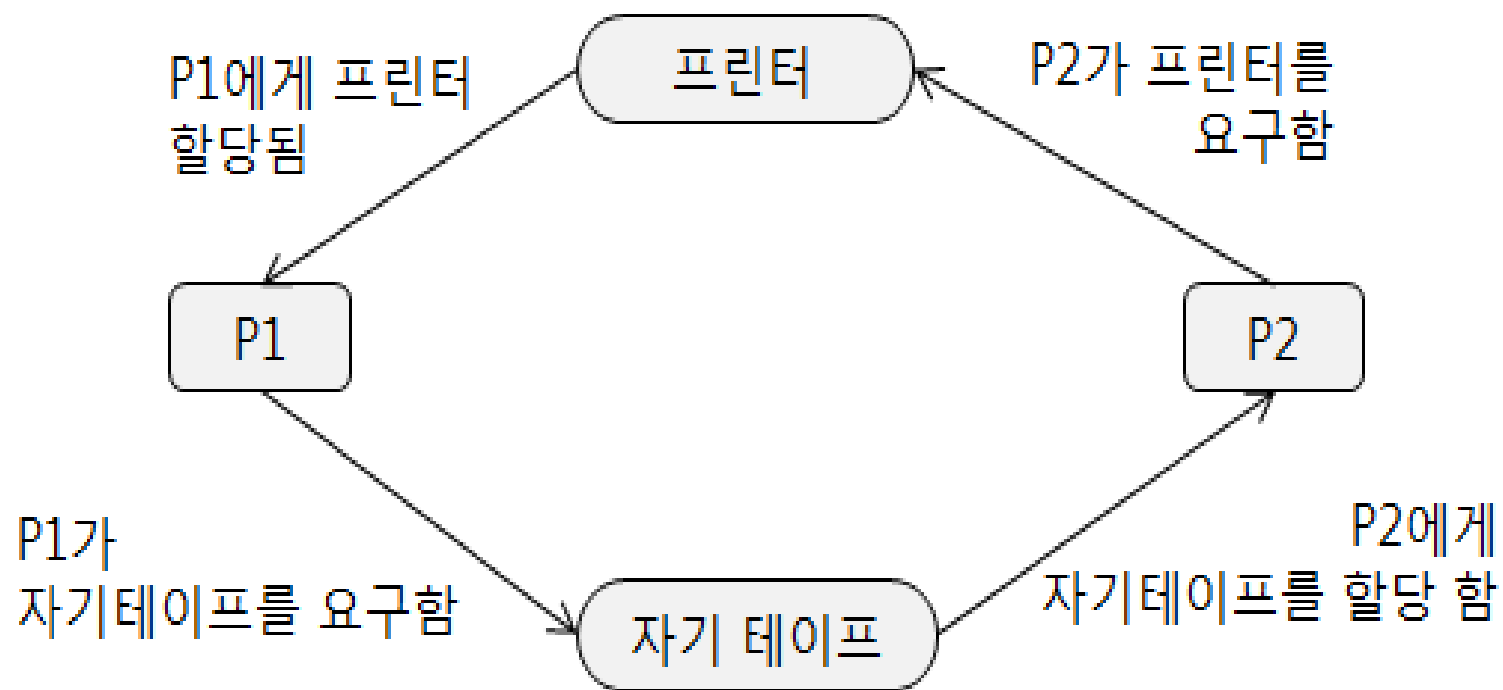 프린터
P1에게 프린터
할당됨
P2가 프린터를
요구함
P1
P2
P1가
자기테이프를 요구함
P2에게
자기테이프를 할당 함
자기 테이프